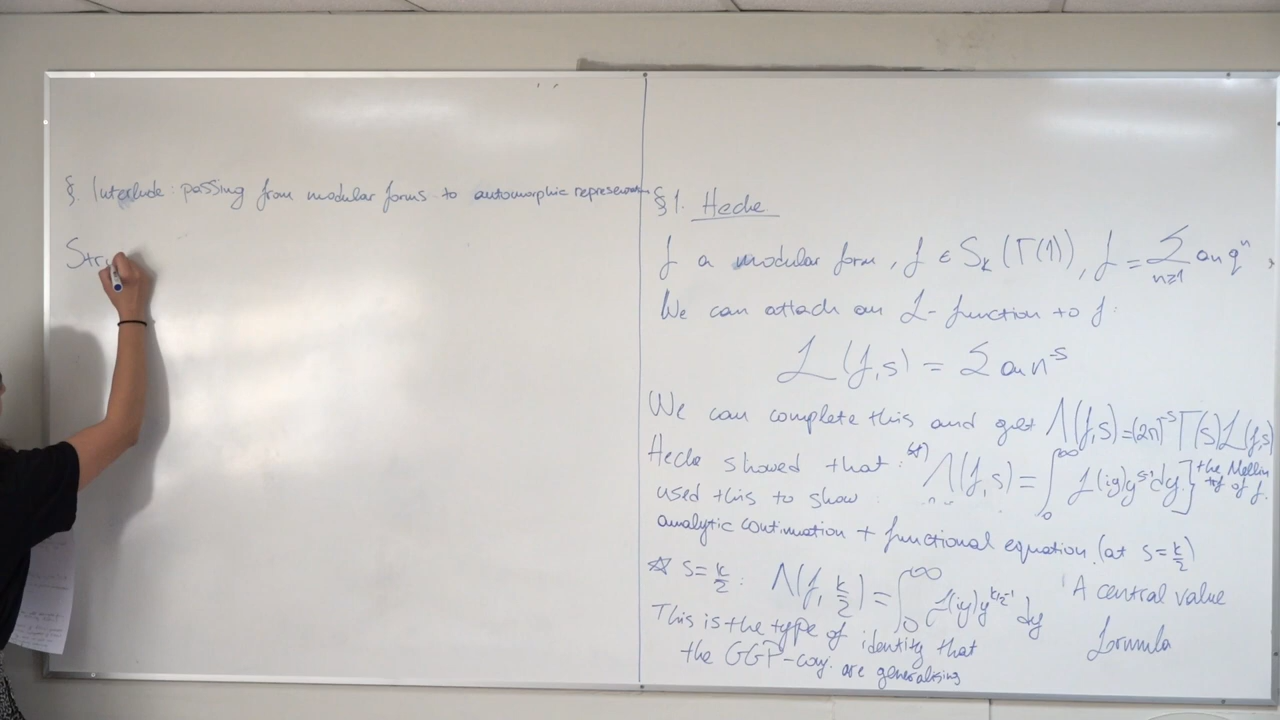 §. Interlude: passing from modular forms to automorphic represen
Str
§1. Hecke
f a modular form, f ∈ S_k(Γ(1)), f = Σ_{n≥1} a_n q^n
We can attach an L-function to f:
L(f,s) = Σ a_n n^{-s}
We can complete this and get Λ(f,s)=(2π)^{-s}Γ(s)L(f,s)
Hecke showed that: Λ(f,s) = ∫_0^∞ f(iy)y^{s-1}dy. ] the Mellin
used this to show: tf of f.
analytic continuation + functional equation. (at s=k/2)
☆ s=k/2: Λ(f,k/2) = ∫_0^∞ f(iy)y^{k/2-1}dy A central value
This is the type of identity that formula
the GGP-conj. are generalising